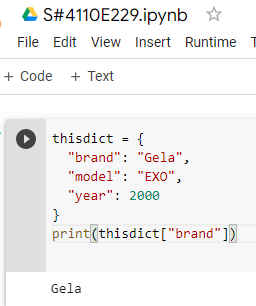 S#4110E229.ipynb
File Edit View Insert Runtime
+ Code + Text
thisdict = {
  "brand": "Gela",
  "model": "EXO",
  "year": 2000
}
print(thisdict["brand"])
Gela